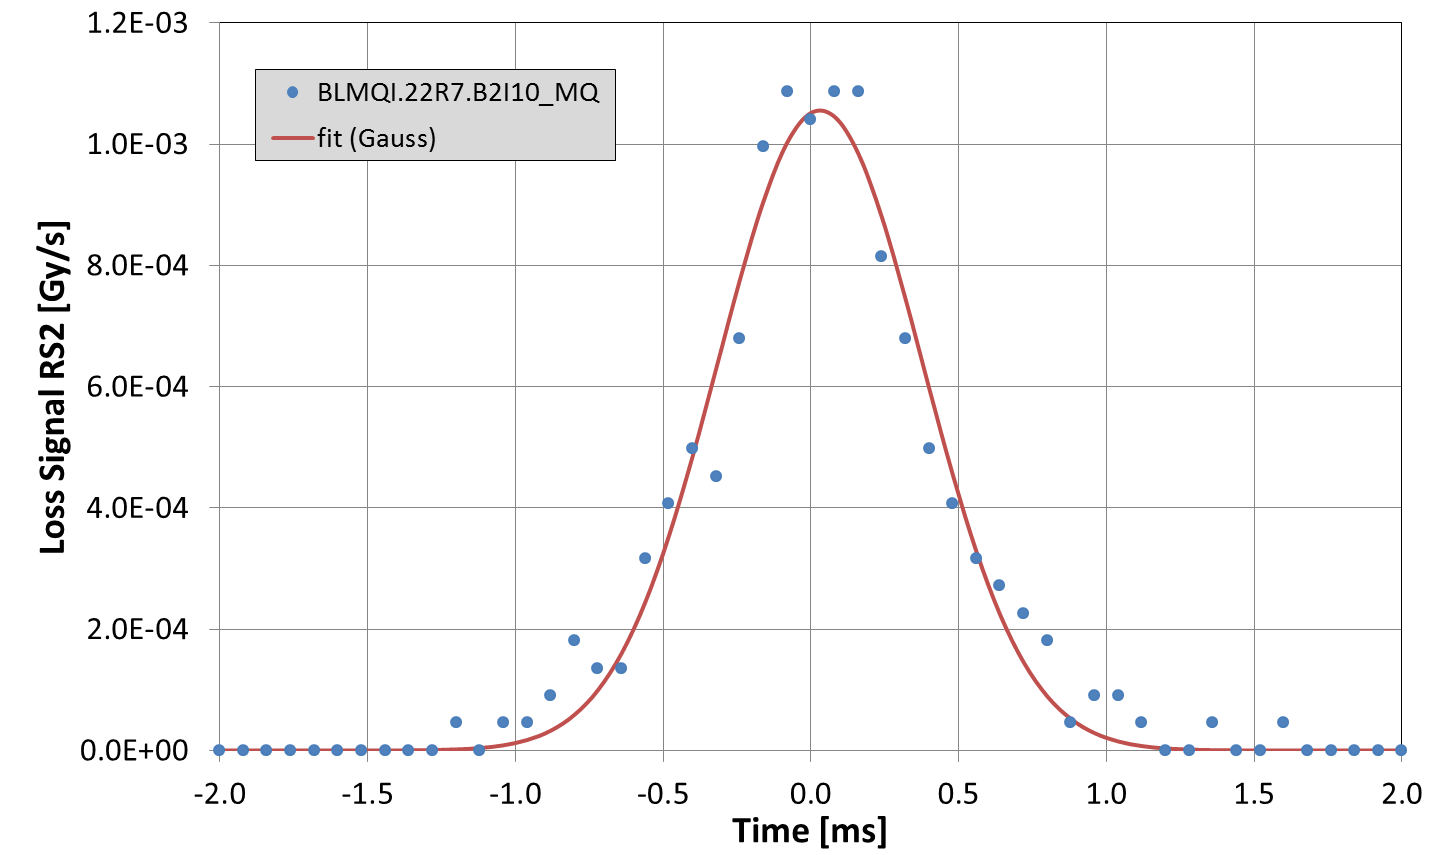 1.2E-03
1.0E-03
8.0E-04
6.0E-04
4.0E-04
2.0E-04
0.0E+00
Loss Signal RS2 [Gy/s]
BLMQI.22R7.B2I10_MQ
fit (Gauss)
-2.0 -1.5 -1.0 -0.5 0.0 0.5 1.0 1.5 2.0
Time [ms]